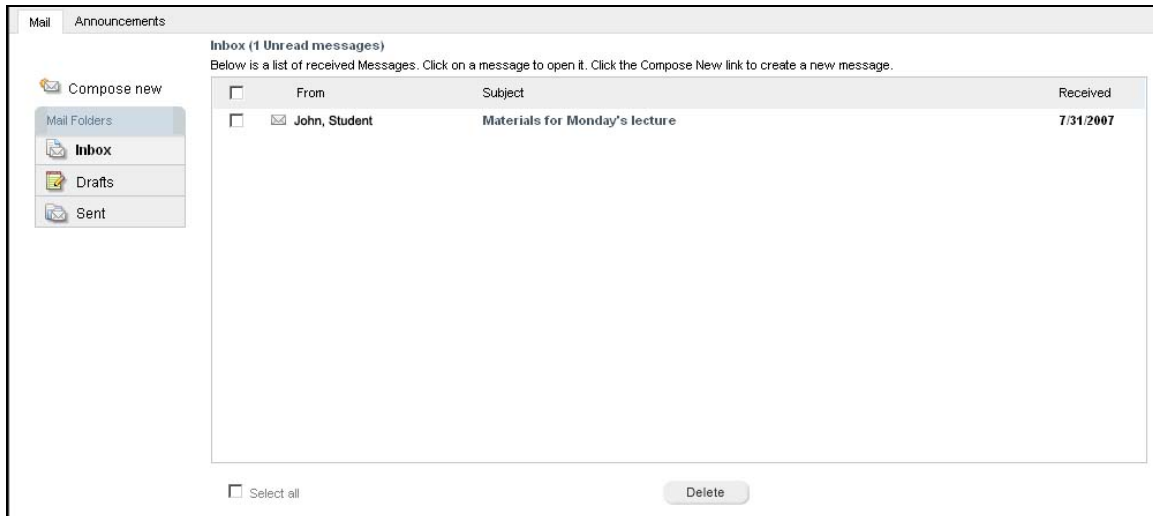 Mail Announcements
Inbox (1 Unread messages)
Below is a list of received Messages. Click on a message to open it. Click the Compose New link to create a new message.
Compose new
Mail Folders
Inbox
Drafts
Sent
From Subject Received
John, Student Materials for Monday's lecture 7/31/2007
Select all Delete